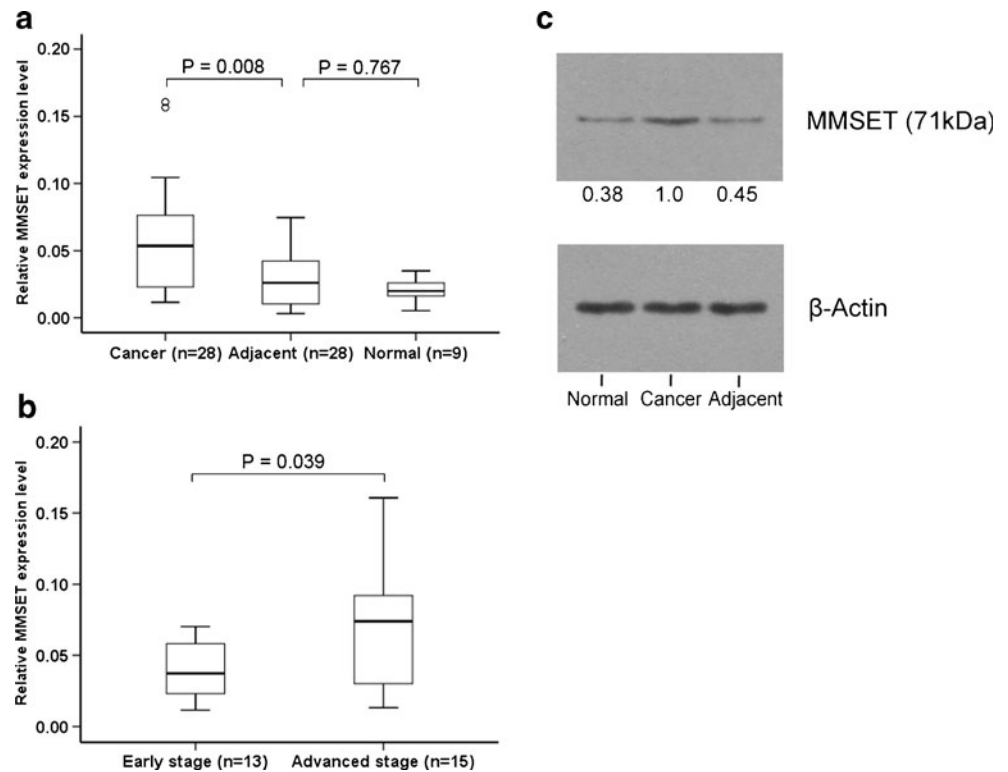 a
Relative MMSET expression level
0.20
0.15
0.10
0.05
0.00
P = 0.008
P = 0.767
Cancer (n=28) Adjacent (n=28) Normal (n=9)
b
Relative MMSET expression level
0.20
0.15
0.10
0.05
0.00
P = 0.039
Early stage (n=13) Advanced stage (n=15)
c
MMSET (71kDa)
0.38 1.0 0.45
β-Actin
Normal Cancer Adjacent